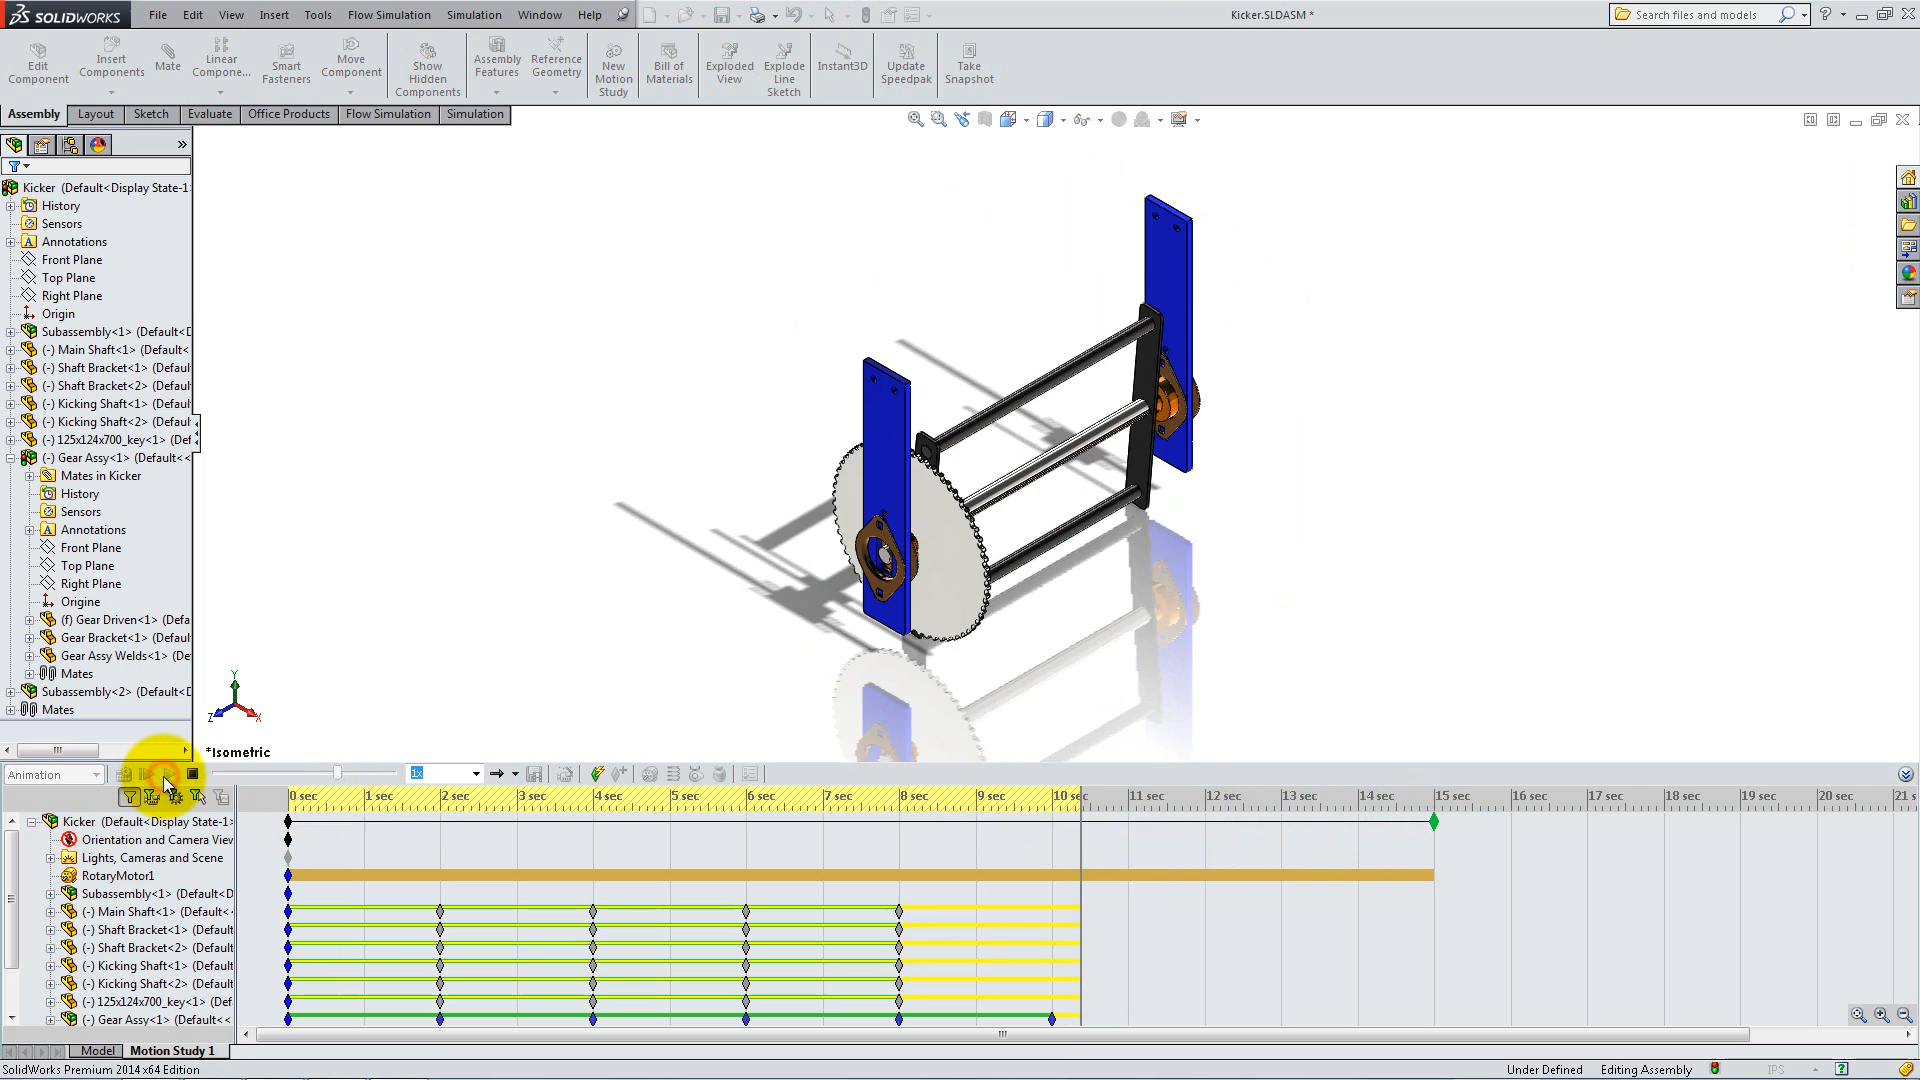 SOLIDWORKS File Edit View Insert Tools Flow Simulation Simulation Window Help Kicker.SLDASM * Search files and models
Edit Component
Insert Components
Mate
Linear Compone...
Smart Fasteners
Move Component
Show Hidden Components
Assembly Features
Reference Geometry
New Motion Study
Bill of Materials
Exploded View
Explode Line Sketch
Instant3D
Update Speedpak
Take Snapshot
Assembly Layout Sketch Evaluate Office Products Flow Simulation Simulation
Kicker (Default<Display State-1
History
Sensors
Annotations
Front Plane
Top Plane
Right Plane
Origin
Subassembly<1> (Default<D
(-) Main Shaft<1> (Default<
(-) Shaft Bracket<1> (Defaul
(-) Shaft Bracket<2> (Defaul
(-) Kicking Shaft<1> (Defaul
(-) Kicking Shaft<2> (Defaul
(-) 125x124x700_key<1> (Def
(-) Gear Assy<1> (Default<<
Mates in Kicker
History
Sensors
Annotations
Front Plane
Top Plane
Right Plane
Origine
(f) Gear Driven<1> (Defa
Gear Bracket<1> (Defau
Gear Assy Welds<1> (De
Mates
Subassembly<2> (Default<D
Mates
Y
Z X
*Isometric
Animation 1x
0 sec 1 sec 2 sec 3 sec 4 sec 5 sec 6 sec 7 sec 8 sec 9 sec 10 sec 11 sec 12 sec 13 sec 14 sec 15 sec 16 sec 17 sec 18 sec 19 sec 20 sec 21 s
Kicker (Default<Display State-1>
Orientation and Camera View
Lights, Cameras and Scene
RotaryMotor1
Subassembly<1> (Default<D
(-) Main Shaft<1> (Default<
(-) Shaft Bracket<1> (Default
(-) Shaft Bracket<2> (Default
(-) Kicking Shaft<1> (Default
(-) Kicking Shaft<2> (Default
(-) 125x124x700_key<1> (Def
(-) Gear Assy<1> (Default<<
Model Motion Study 1
SolidWorks Premium 2014 x64 Edition Under Defined Editing Assembly IPS